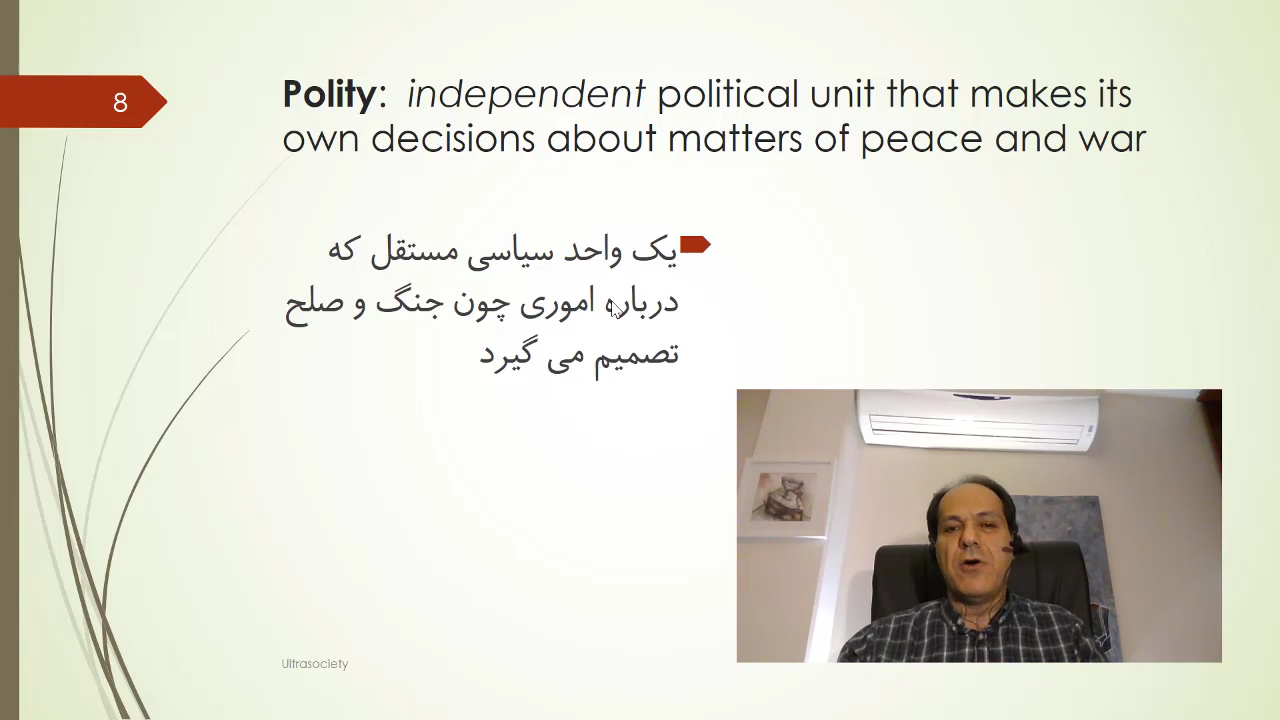 8
Polity: independent political unit that makes its
own decisions about matters of peace and war
یک واحد سیاسی مستقل که
درباره اموری چون جنگ و صلح
تصمیم می گیرد
Ultrasociety